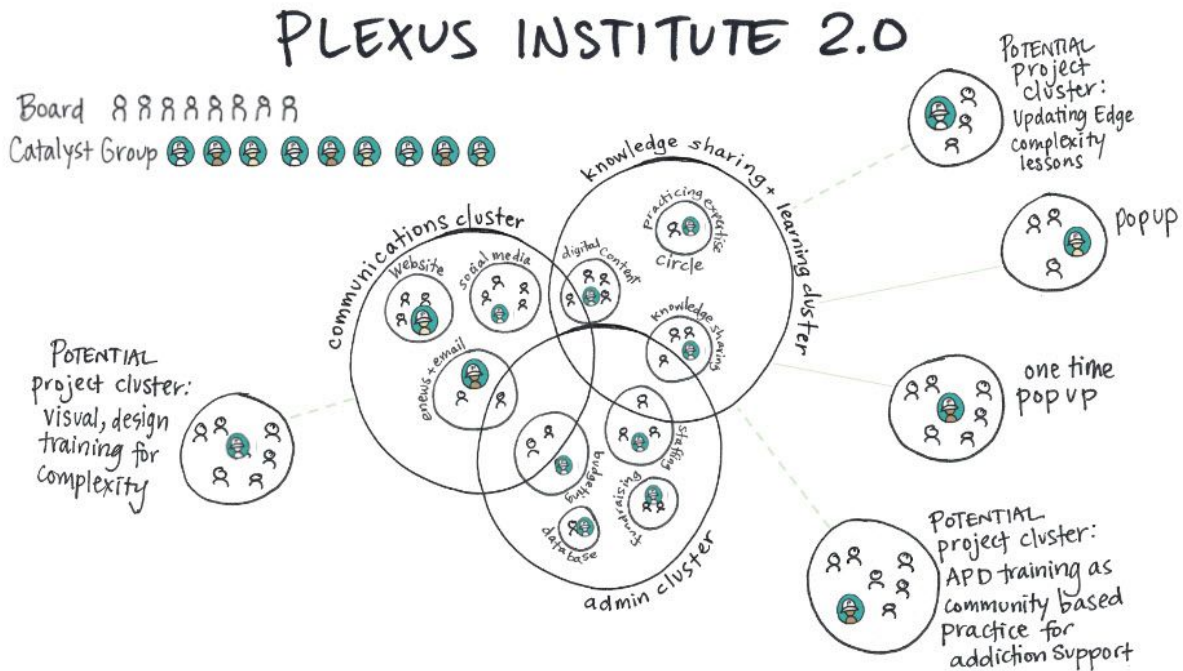 PLEXUS INSTITUTE 2.0
Board
Catalyst Group
POTENTIAL
project
cluster:
Updating Edge
complexity
lessons
knowledge sharing + learning cluster
practicing expertise
circle
digital content
knowledge sharing
popup
communications cluster
website
social media
enews + email
POTENTIAL
project cluster:
visual, design
training for
complexity
one time
popup
staffing
budgeting
fundraising
database
admin cluster
POTENTIAL
project cluster:
APD training as
community based
practice for
addiction support